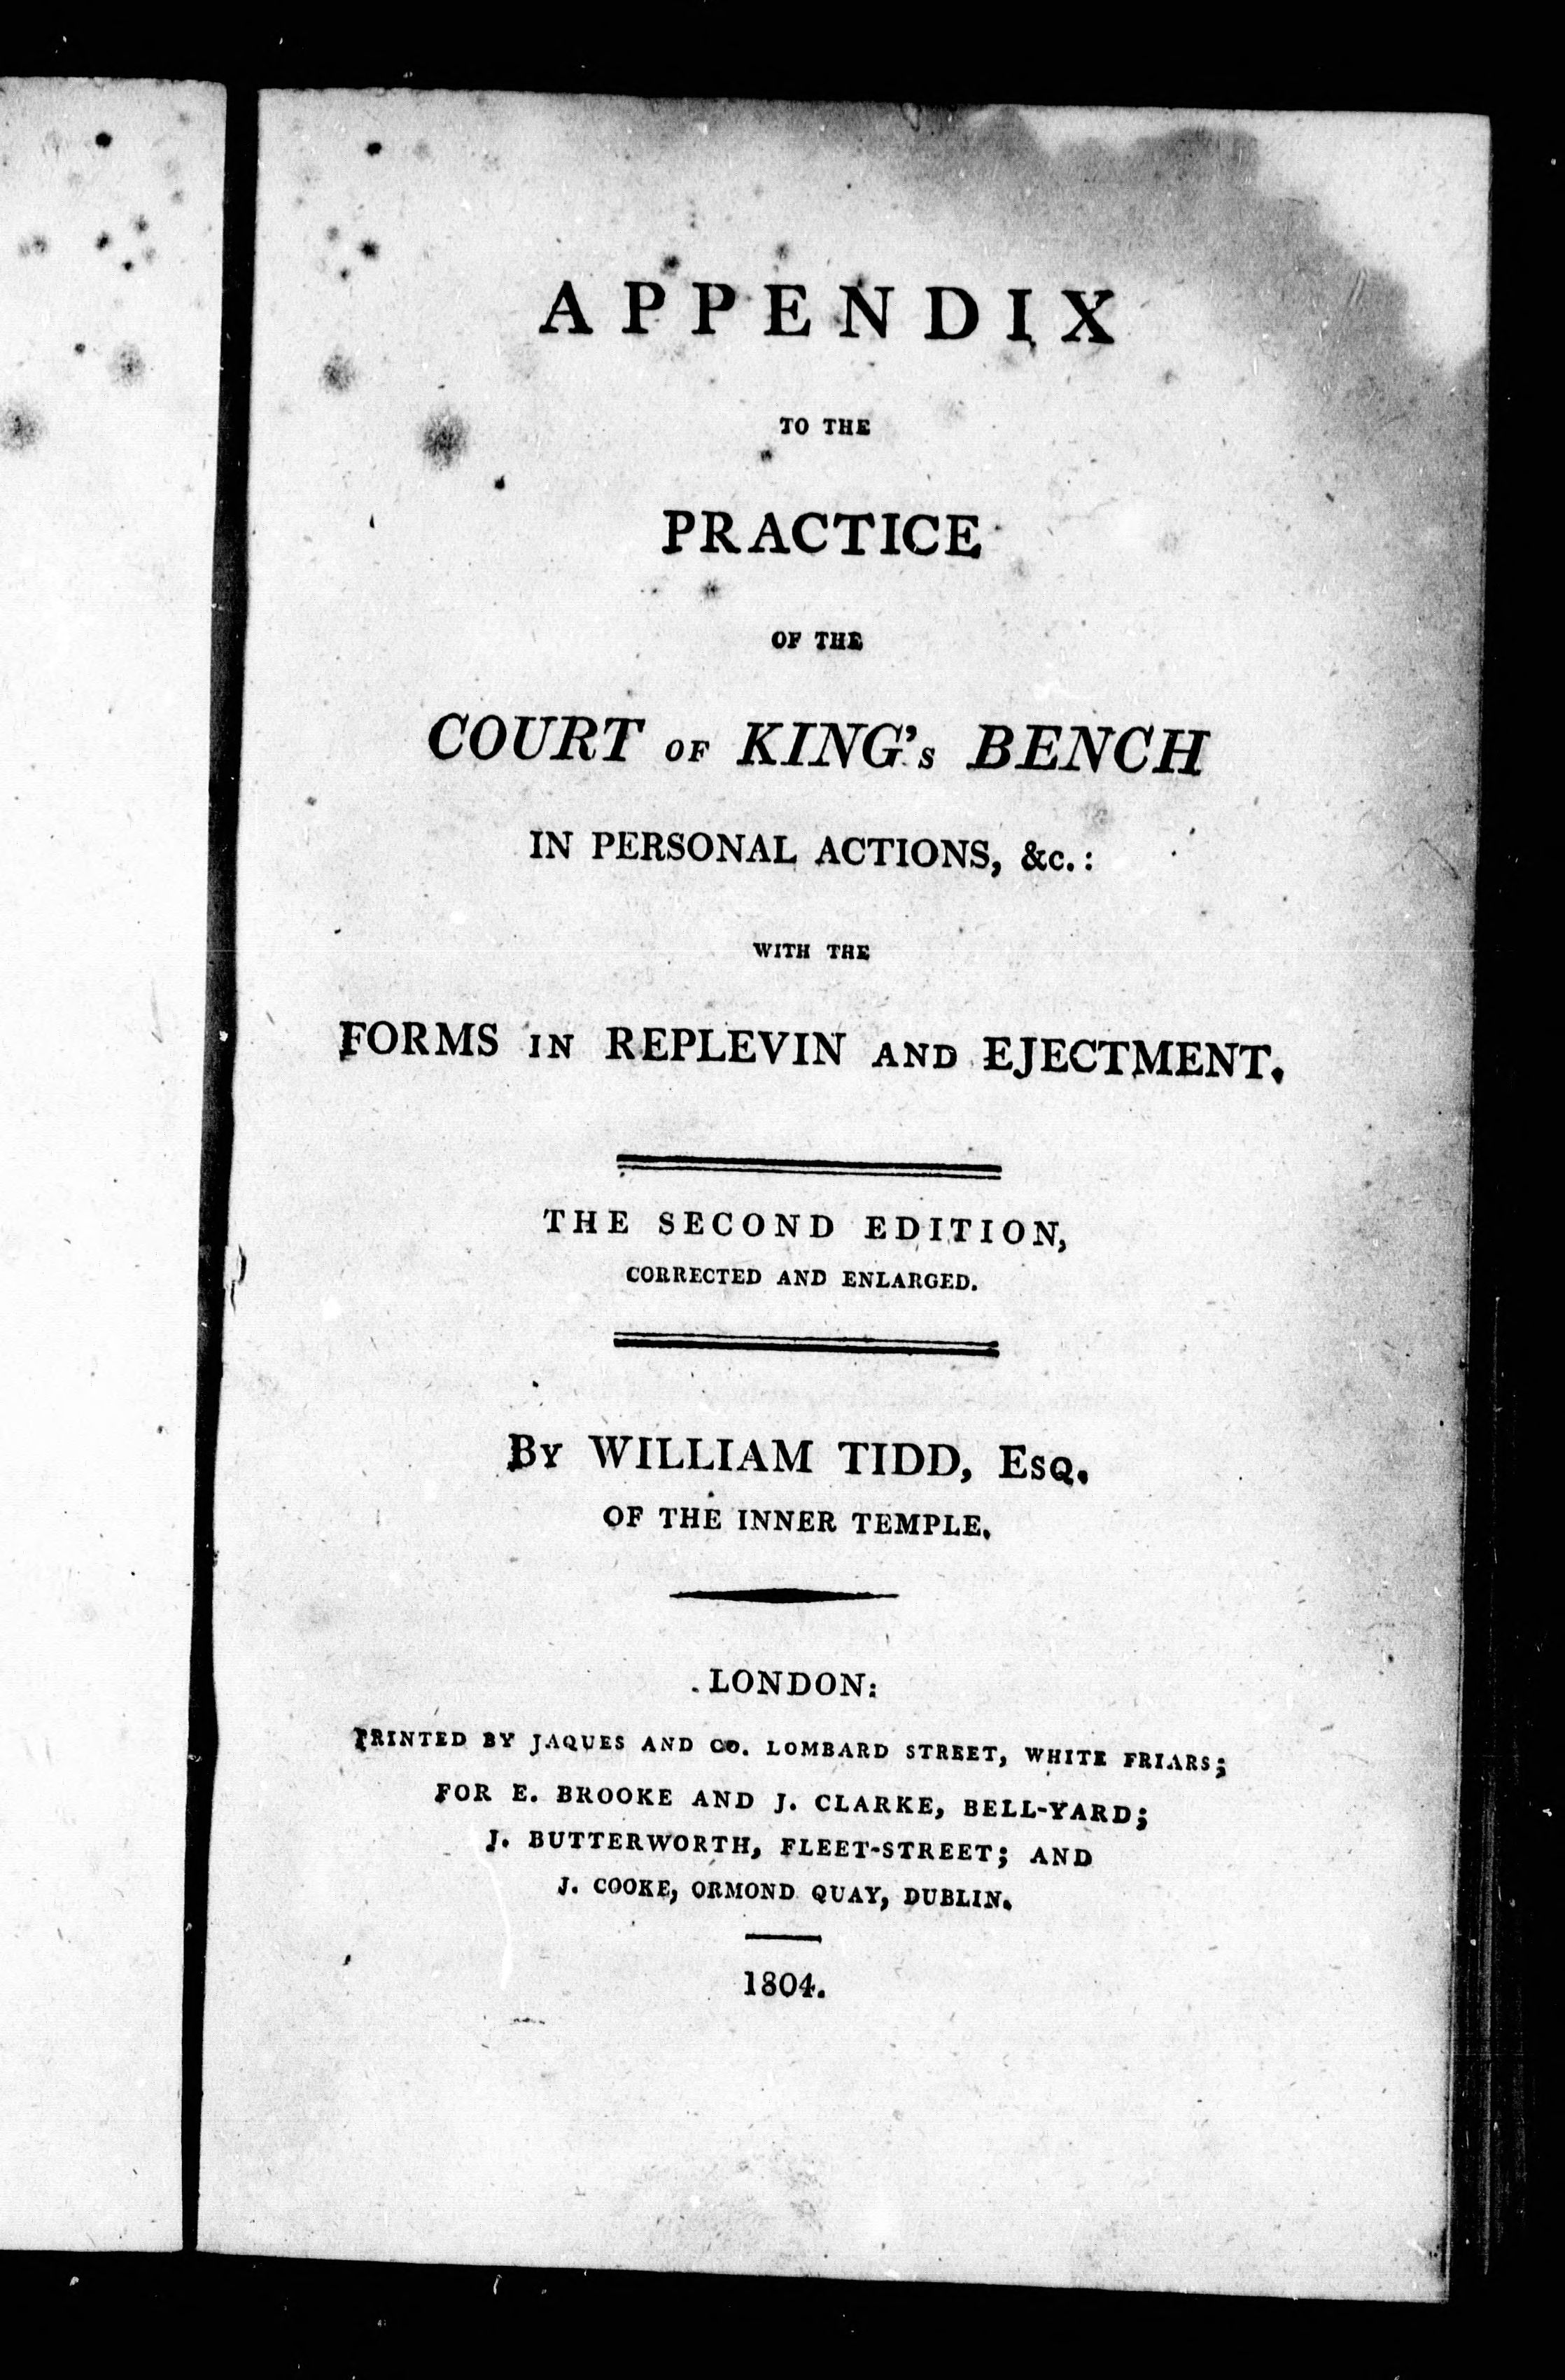 APPENDIX
TO THE
PRACTICE
OF THE
COURT OF KING's BENCH
IN PERSONAL ACTIONS, &c.:
WITH THE
FORMS IN REPLEVIN AND EJECTMENT.
THE SECOND EDITION,
CORRECTED AND ENLARGED.
By WILLIAM TIDD, Esq.
OF THE INNER TEMPLE.
LONDON:
PRINTED BY JAQUES AND CO. LOMBARD STREET, WHITE FRIARS;
FOR E. BROOKE AND J. CLARKE, BELL-YARD;
J. BUTTERWORTH, FLEET-STREET; AND
J. COOKE, ORMOND QUAY, DUBLIN.
1804.